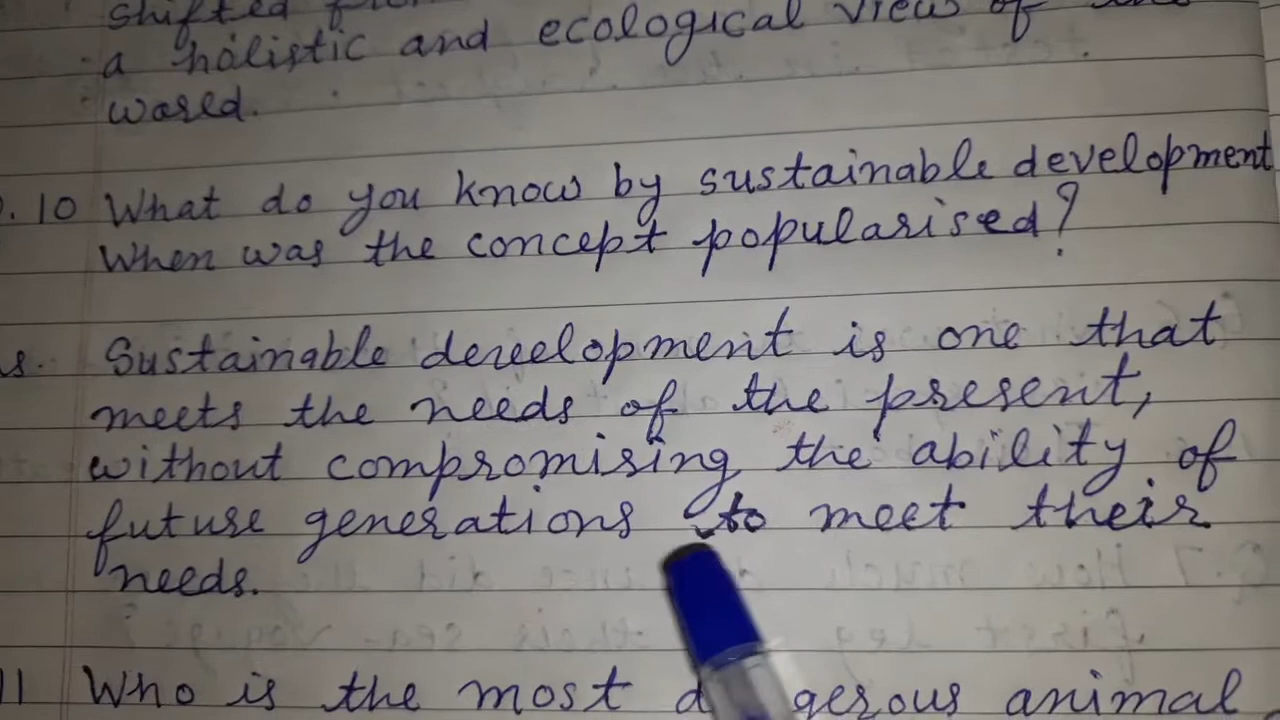 shifted
a holistic and ecological view of
world.
.10 What do you know by sustainable development
When was the concept popularised?
s. Sustainable development is one that
meets the needs of the present,
without compromising the ability of
future generations to meet their
needs.
11 Who is the most animal